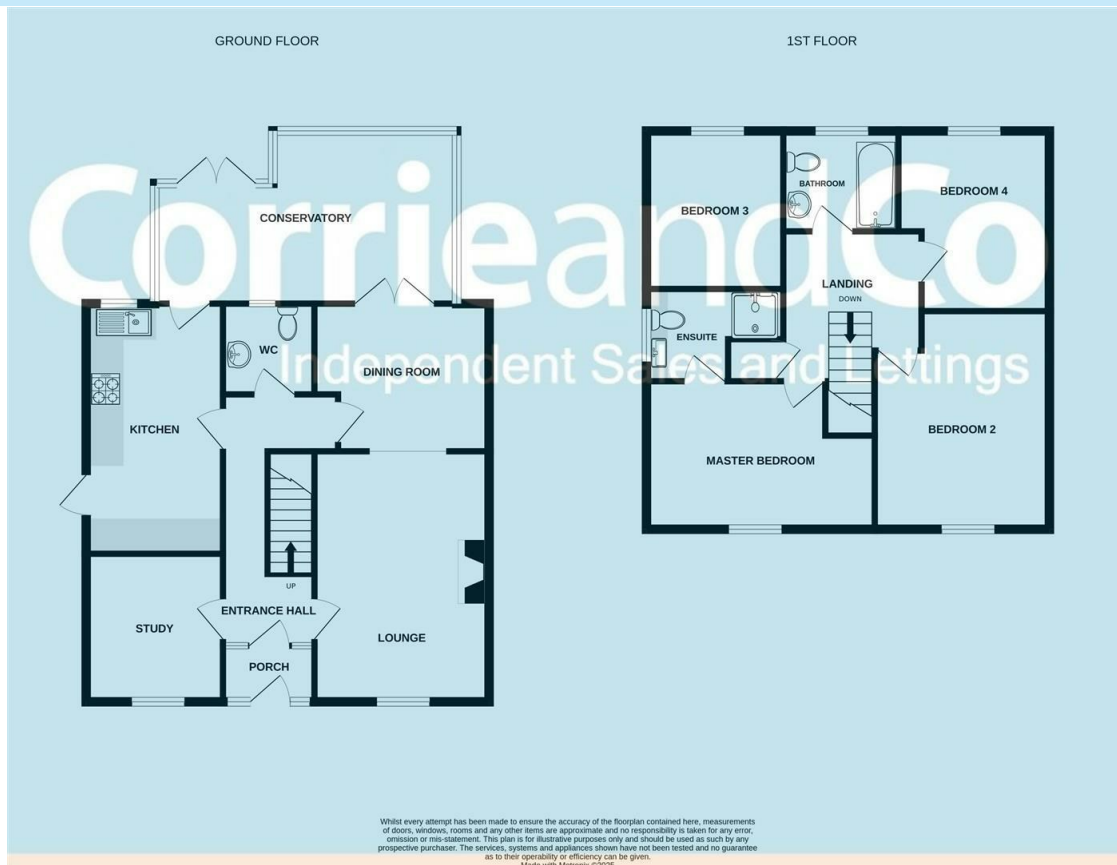 GROUND FLOOR
1ST FLOOR
CorrieandCo
Independent Sales and Lettings
CONSERVATORY
WC
DINING ROOM
KITCHEN
UP
ENTRANCE HALL
STUDY
LOUNGE
PORCH
BATHROOM
BEDROOM 4
BEDROOM 3
LANDING
DOWN
ENSUITE
BEDROOM 2
MASTER BEDROOM
Whilst every attempt has been made to ensure the accuracy of the floorplan contained here, measurements
of doors, windows, rooms and any other items are approximate and no responsibility is taken for any error,
omission or mis-statement. This plan is for illustrative purposes only and should be used as such by any
prospective purchaser. The services, systems and appliances shown have not been tested and no guarantee
as to their operability or efficiency can be given.
Made with Metropix ©2025